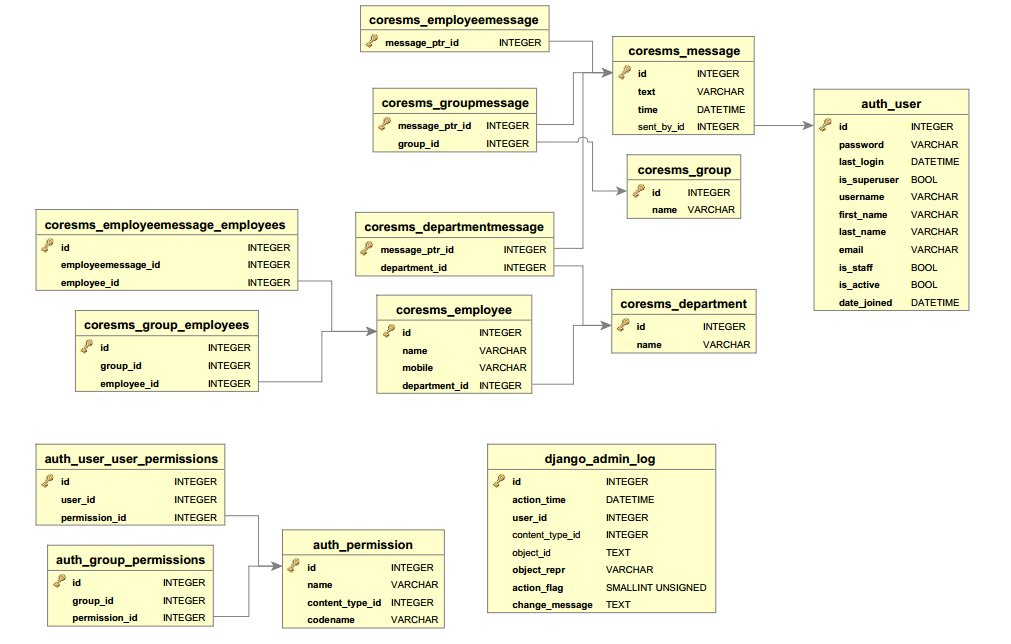 coresms_employeemessage
message_ptr_id INTEGER
coresms_message
id INTEGER
text VARCHAR
time DATETIME
sent_by_id INTEGER
coresms_groupmessage
message_ptr_id INTEGER
group_id INTEGER
auth_user
id INTEGER
password VARCHAR
last_login DATETIME
is_superuser BOOL
username VARCHAR
first_name VARCHAR
last_name VARCHAR
email VARCHAR
is_staff BOOL
is_active BOOL
date_joined DATETIME
coresms_group
id INTEGER
name VARCHAR
coresms_employeemessage_employees
id INTEGER
employeemessage_id INTEGER
employee_id INTEGER
coresms_departmentmessage
message_ptr_id INTEGER
department_id INTEGER
coresms_group_employees
id INTEGER
group_id INTEGER
employee_id INTEGER
coresms_employee
id INTEGER
name VARCHAR
mobile VARCHAR
department_id INTEGER
coresms_department
id INTEGER
name VARCHAR
auth_user_user_permissions
id INTEGER
user_id INTEGER
permission_id INTEGER
auth_group_permissions
id INTEGER
group_id INTEGER
permission_id INTEGER
auth_permission
id INTEGER
name VARCHAR
content_type_id INTEGER
codename VARCHAR
django_admin_log
id INTEGER
action_time DATETIME
user_id INTEGER
content_type_id INTEGER
object_id TEXT
object_repr VARCHAR
action_flag SMALLINT UNSIGNED
change_message TEXT